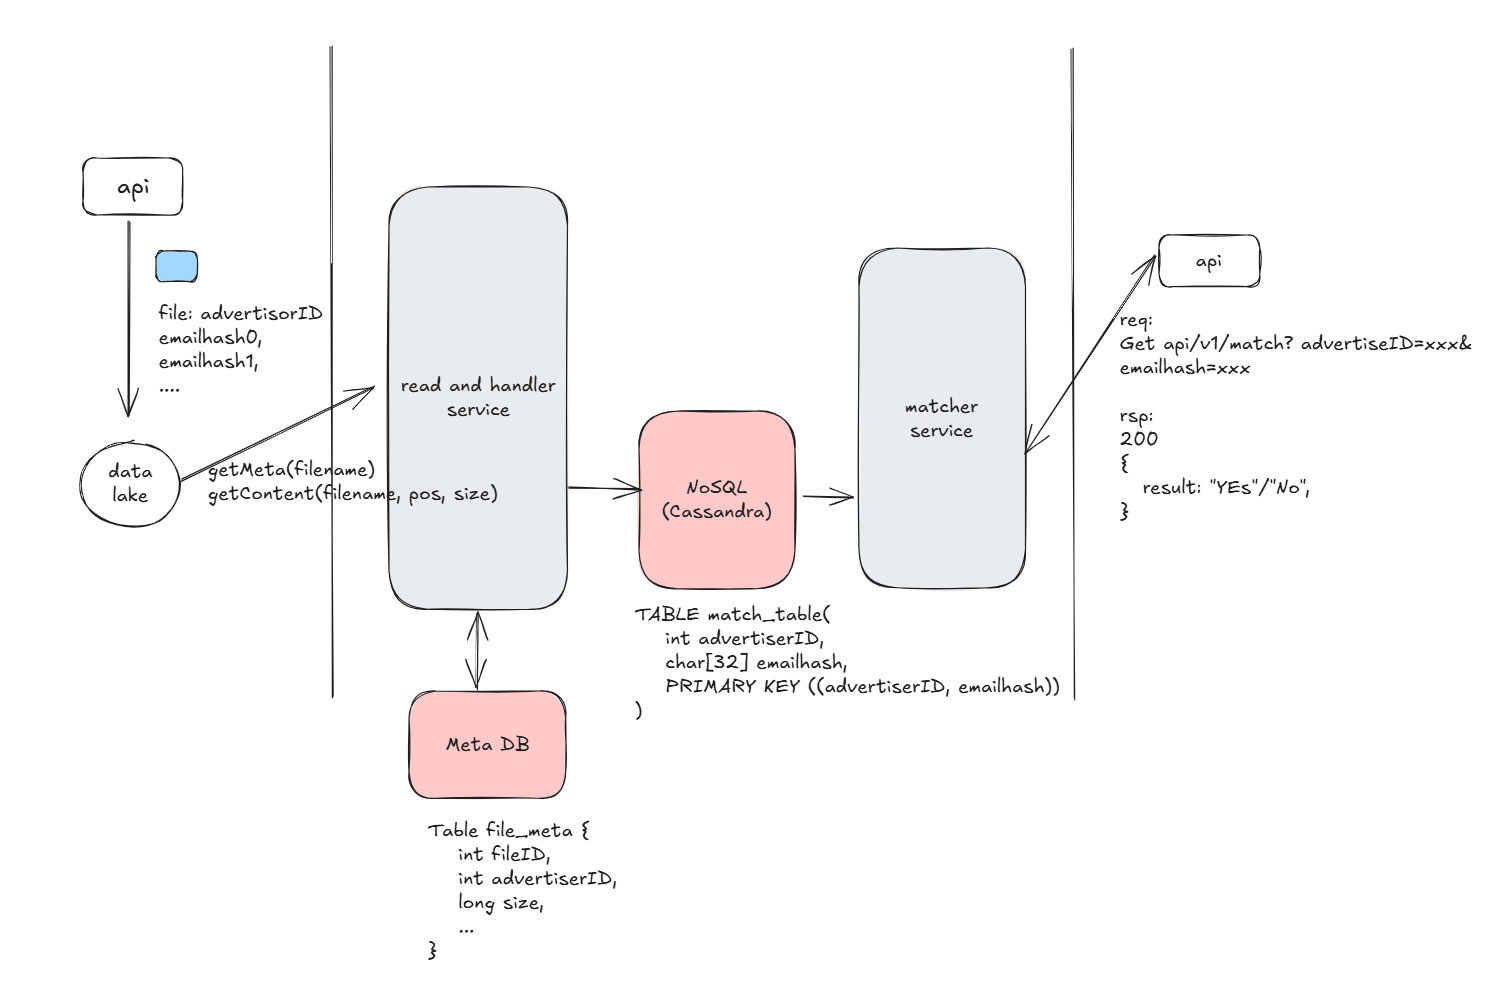 api
file: advertisorID
emailhash0,
emailhash1,
....
data
lake
getMeta(filename)
getContent(filename, pos, size)
read and handler
service
Meta DB
Table file_meta {
int fileID,
int advertiserID,
long size,
...
}
NoSQL
(Cassandra)
TABLE match_table(
int advertiserID,
char[32] emailhash,
PRIMARY KEY ((advertiserID, emailhash))
)
matcher
service
api
req:
Get api/v1/match? advertiseID=xxx&
emailhash=xxx
rsp:
200
{
result: "YEs"/"No",
}